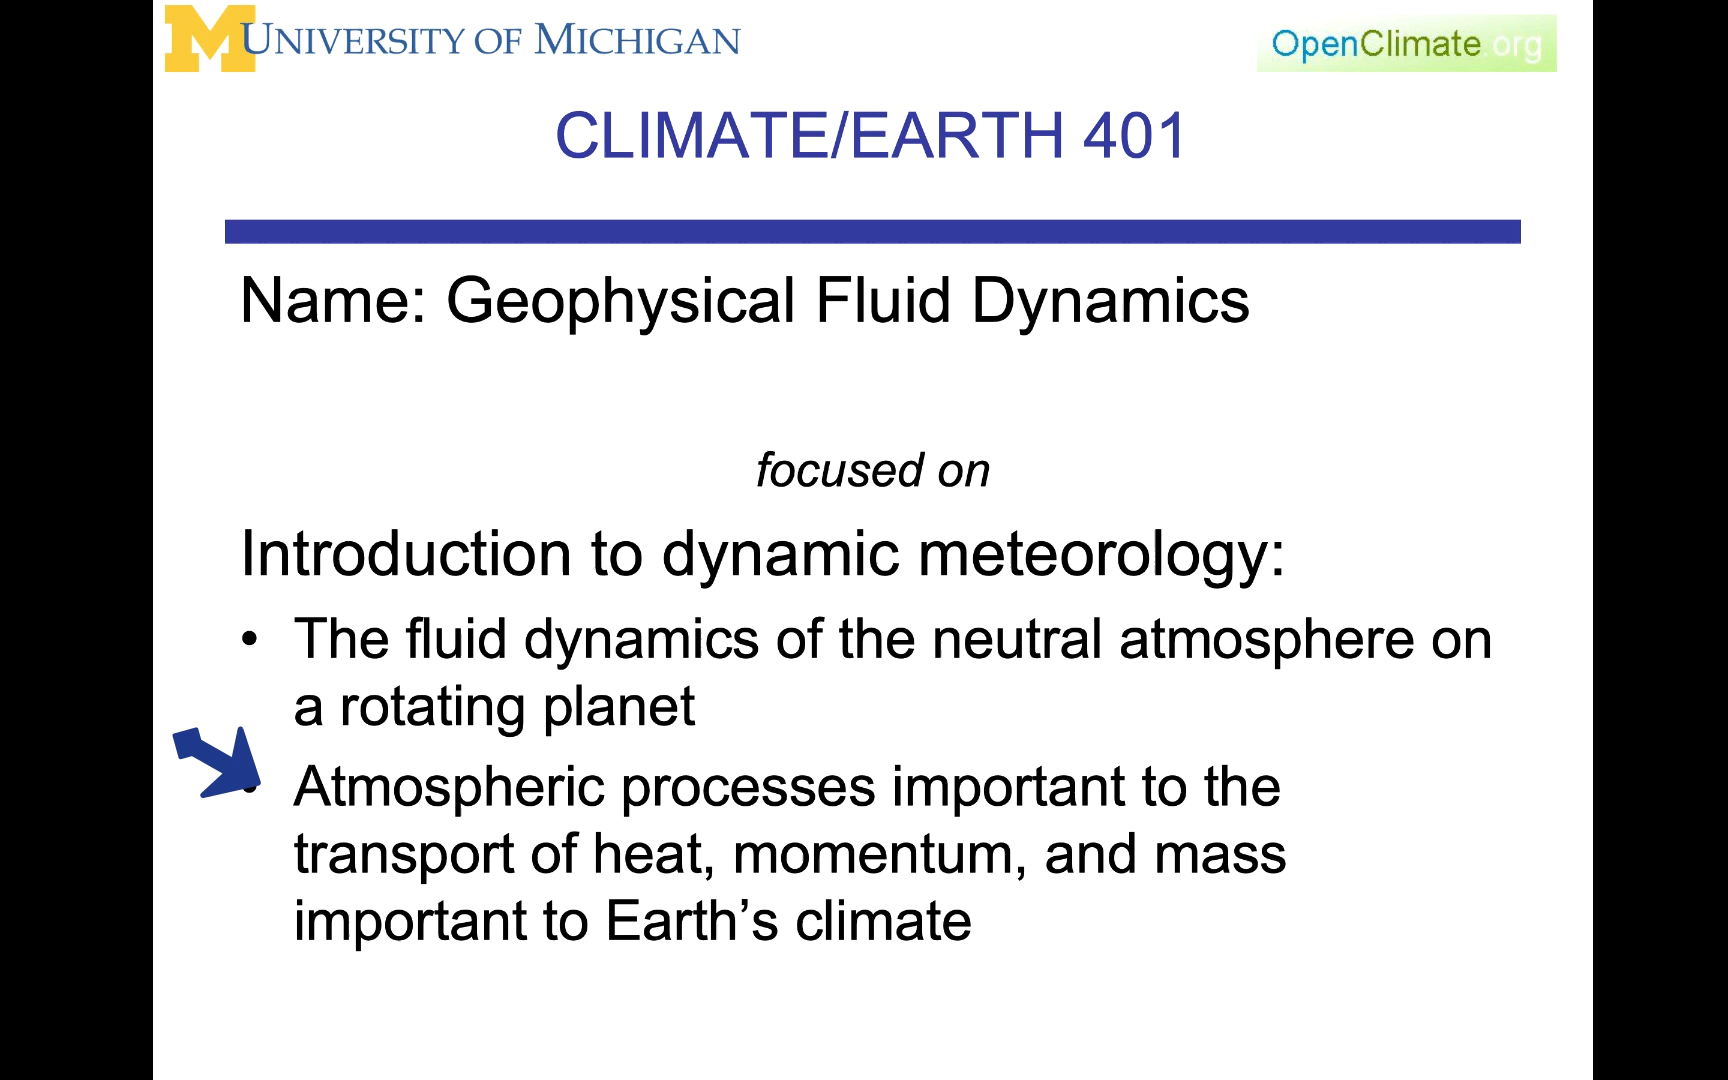 UNIVERSITY OF MICHIGAN
OpenClimate.org
CLIMATE/EARTH 401
Name: Geophysical Fluid Dynamics
focused on
Introduction to dynamic meteorology:
• The fluid dynamics of the neutral atmosphere on
a rotating planet
• Atmospheric processes important to the
transport of heat, momentum, and mass
important to Earth’s climate